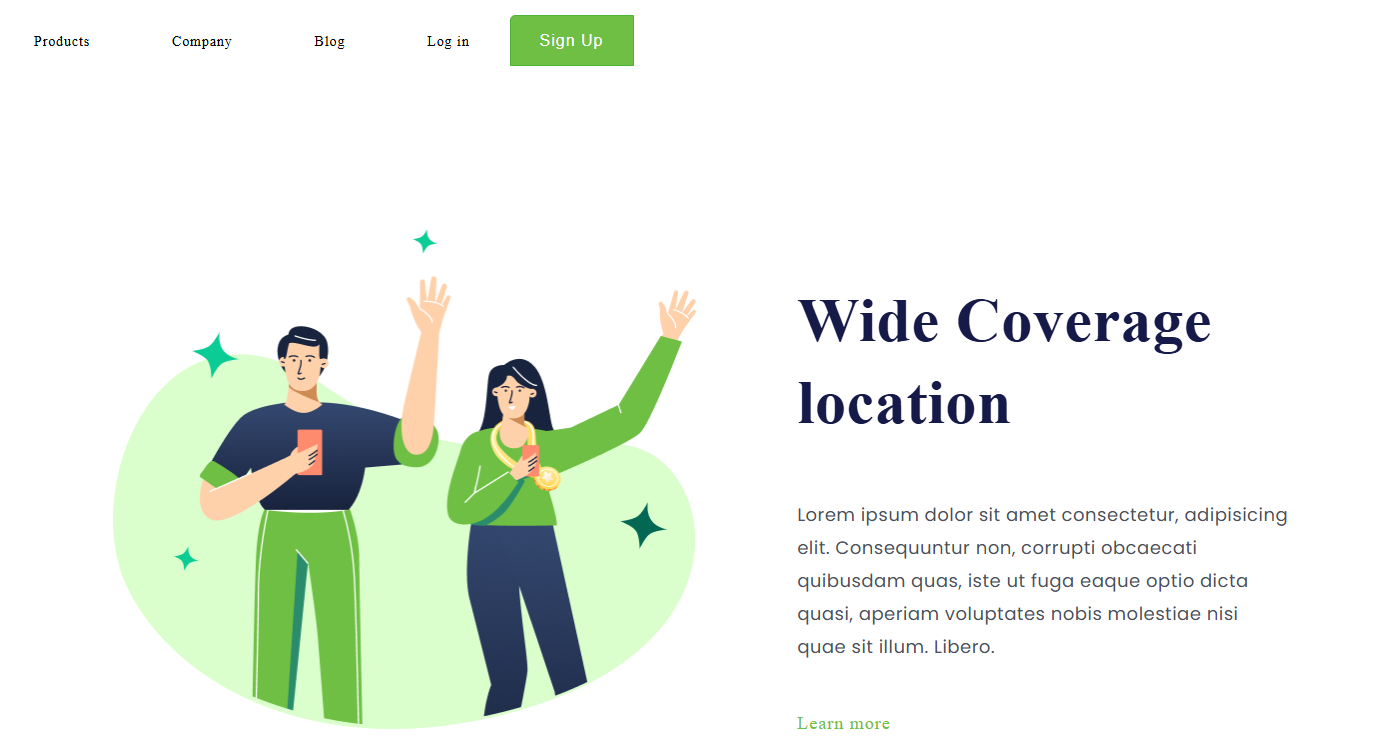 Products
Company
Blog
Log in
Sign Up
Wide Coverage
location
Lorem ipsum dolor sit amet consectetur, adipisicing
elit. Consequuntur non, corrupti obcaecati
quibusdam quas, iste ut fuga eaque optio dicta
quasi, aperiam voluptates nobis molestiae nisi
quae sit illum. Libero.
Learn more